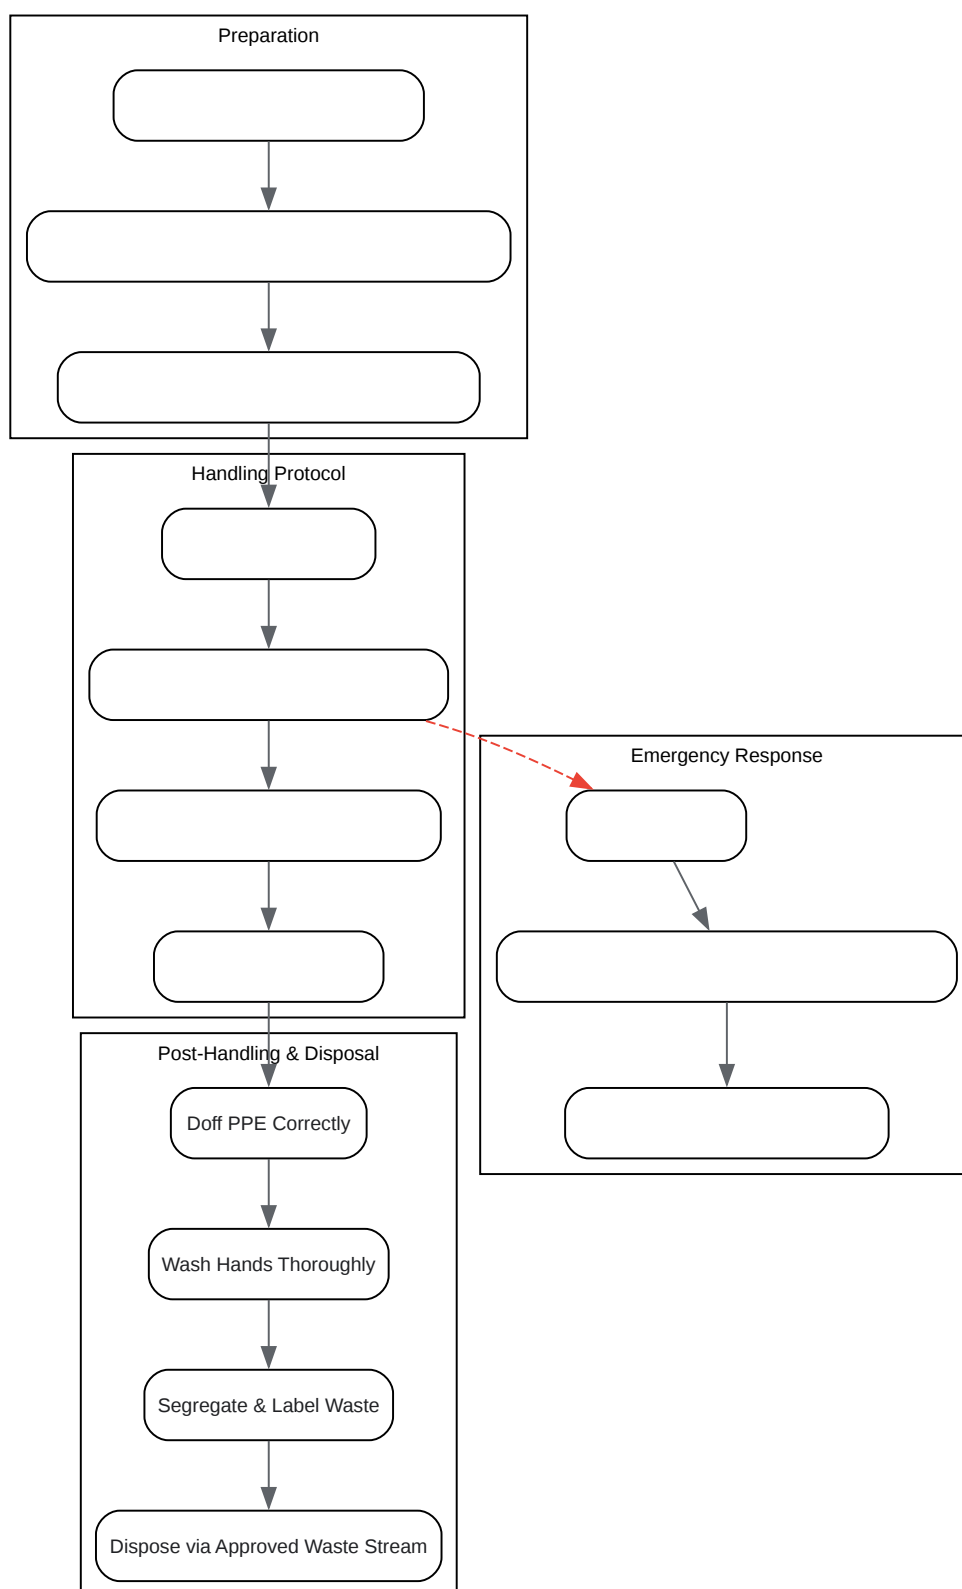 Preparation
Handling Protocol
Emergency Response
Post-Handling & Disposal
Doff PPE Correctly
Wash Hands Thoroughly
Segregate & Label Waste
Dispose via Approved Waste Stream